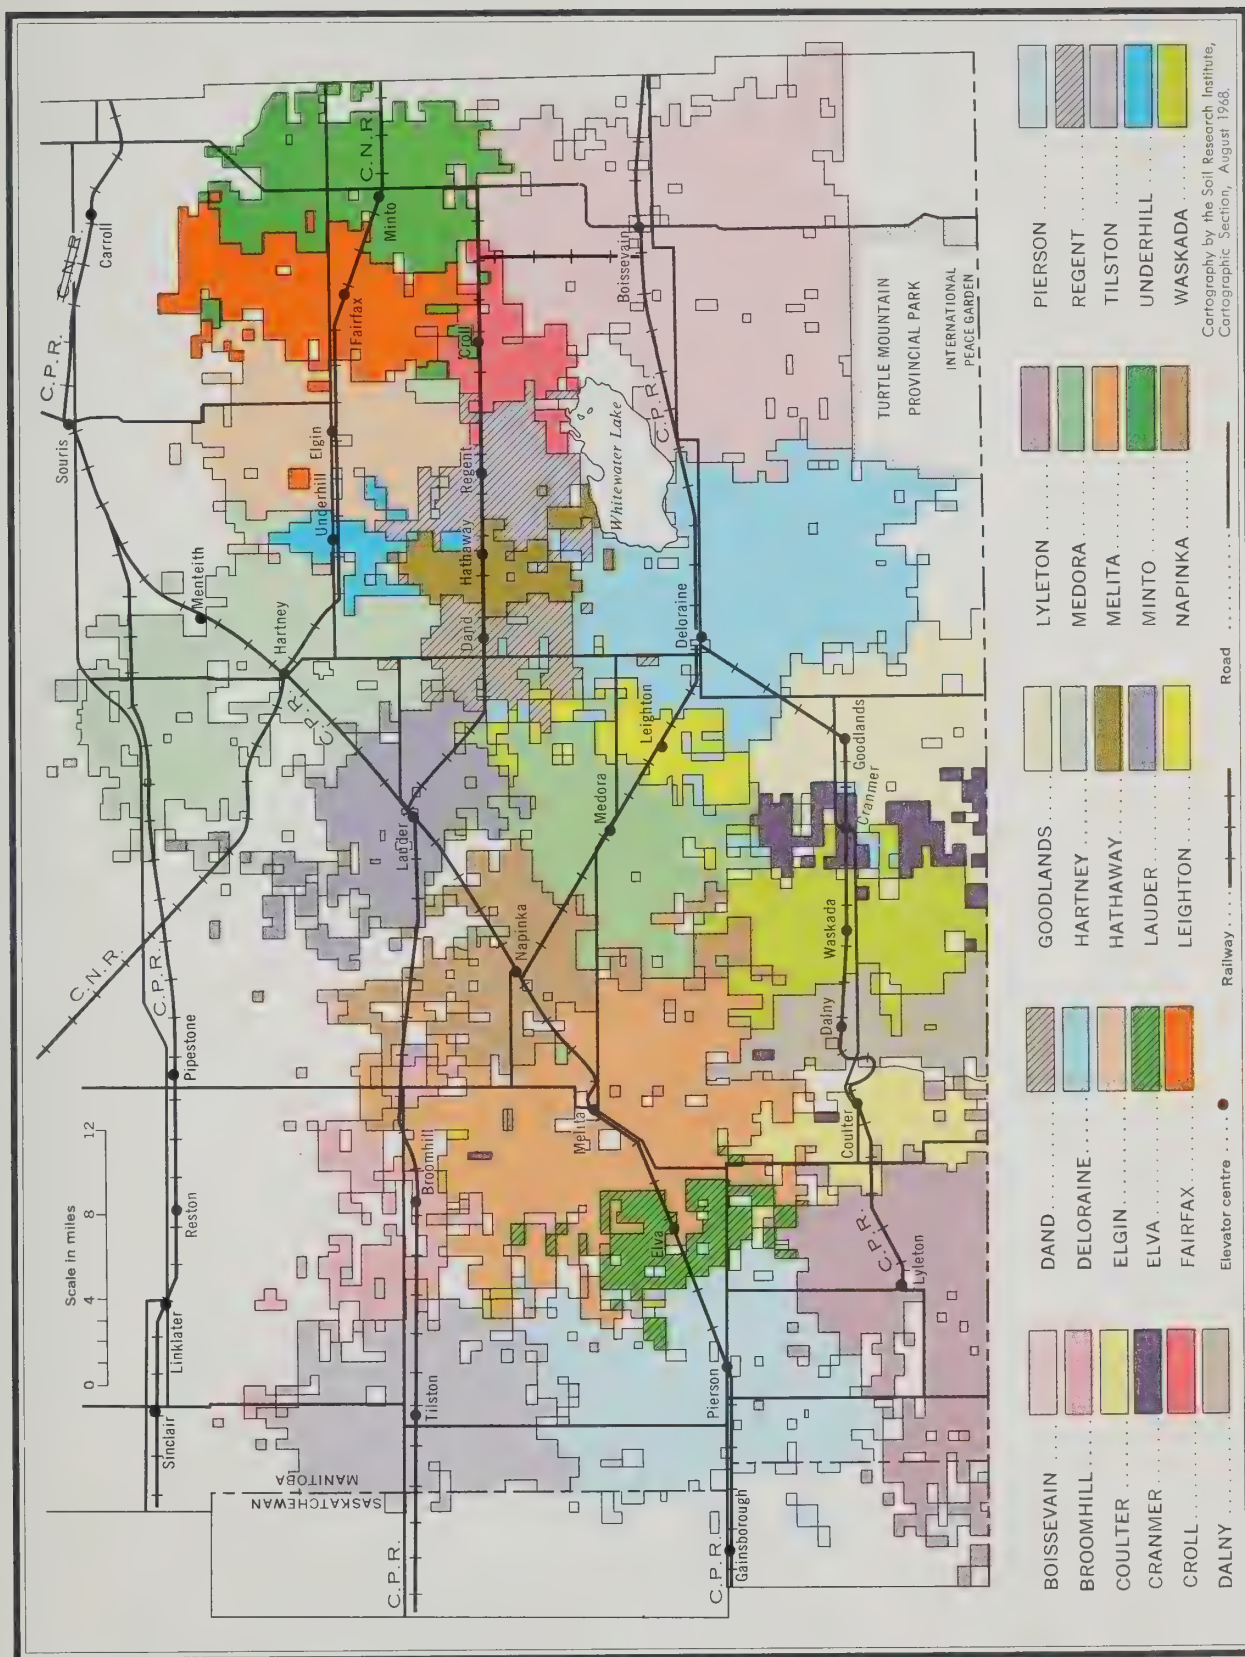 Scale in miles
0 4 8 12
C.N.R.
C.P.R.
C.P.R.
C.N.R.
Sinclair
Linklater
Reston
Pipestone
Menteith
Souris
Carroll
Hartney
C.P.R.
Underhill
Elgin
Fairfax
Minto
C.N.R.
SASKATCHEWAN
MANITOBA
C.P.R.
Tilston
Broomhill
Lauder
Dand
Hathaway
Regent
Croll
Napinka
Melita
Medora
Leighton
Whitewater Lake
Boissevain
C.P.R.
Elva
Pierson
C.P.R.
Gainsborough
Deloraine
Lyleton
C.P.R.
Coulter
Dalny
Waskada
Cranmer
Goodlands
TURTLE MOUNTAIN
PROVINCIAL PARK
INTERNATIONAL
PEACE GARDEN
BOISSEVAIN
BROOMHILL
COULTER
CRANMER
CROLL
DALNY
DAND
DELORAINE
ELGIN
ELVA
FAIRFAX
Elevator centre
GOODLANDS
HARTNEY
HATHAWAY
LAUDER
LEIGHTON
Railway
LYLETON
MEDORA
MELITA
MINTO
NAPINKA
Road
PIERSON
REGENT
TILSTON
UNDERHILL
WASKADA
Cartography by the Soil Research Institute,
Cartographic Section, August 1968.